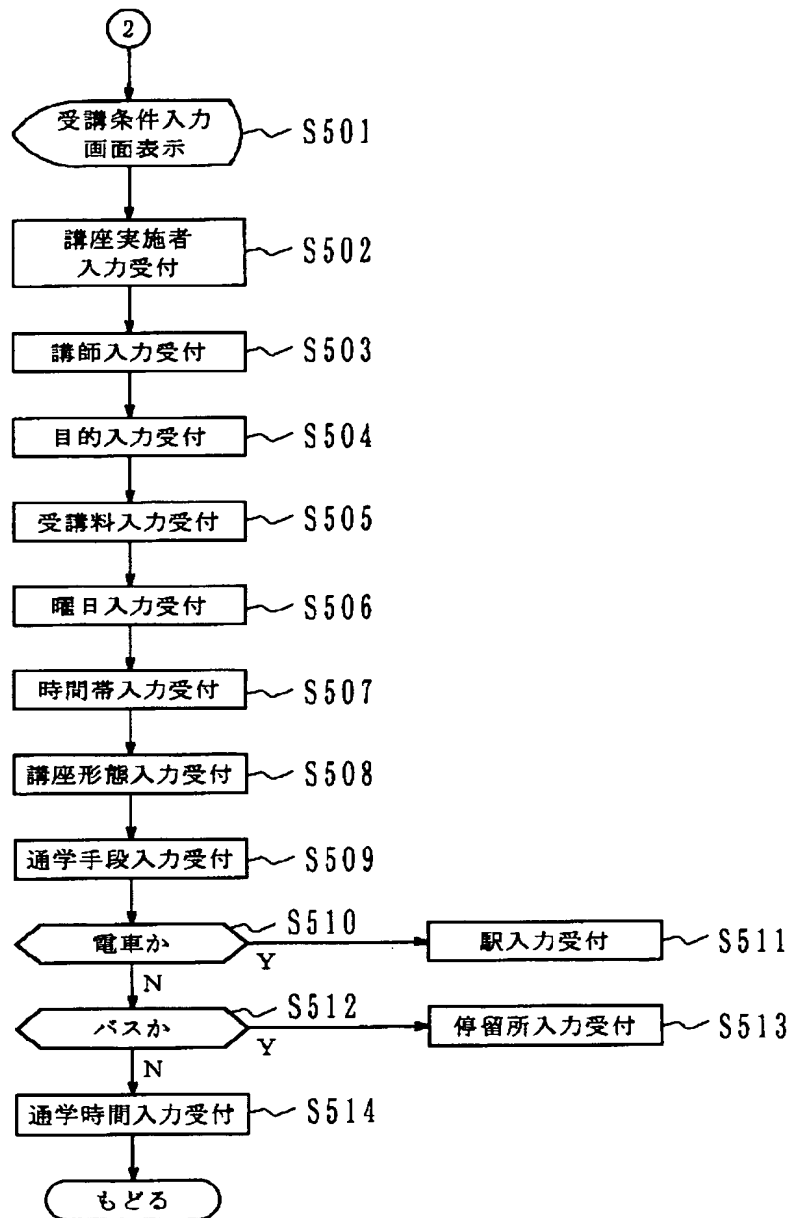 2
受講条件入力
画面表示
S501
講座実施者
入力受付
S502
講師入力受付
S503
目的入力受付
S504
受講料入力受付
S505
曜日入力受付
S506
時間帯入力受付
S507
講座形態入力受付
S508
通学手段入力受付
S509
電車か
S510
Y
駅入力受付
S511
N
バスか
S512
Y
停留所入力受付
S513
N
通学時間入力受付
S514
もどる